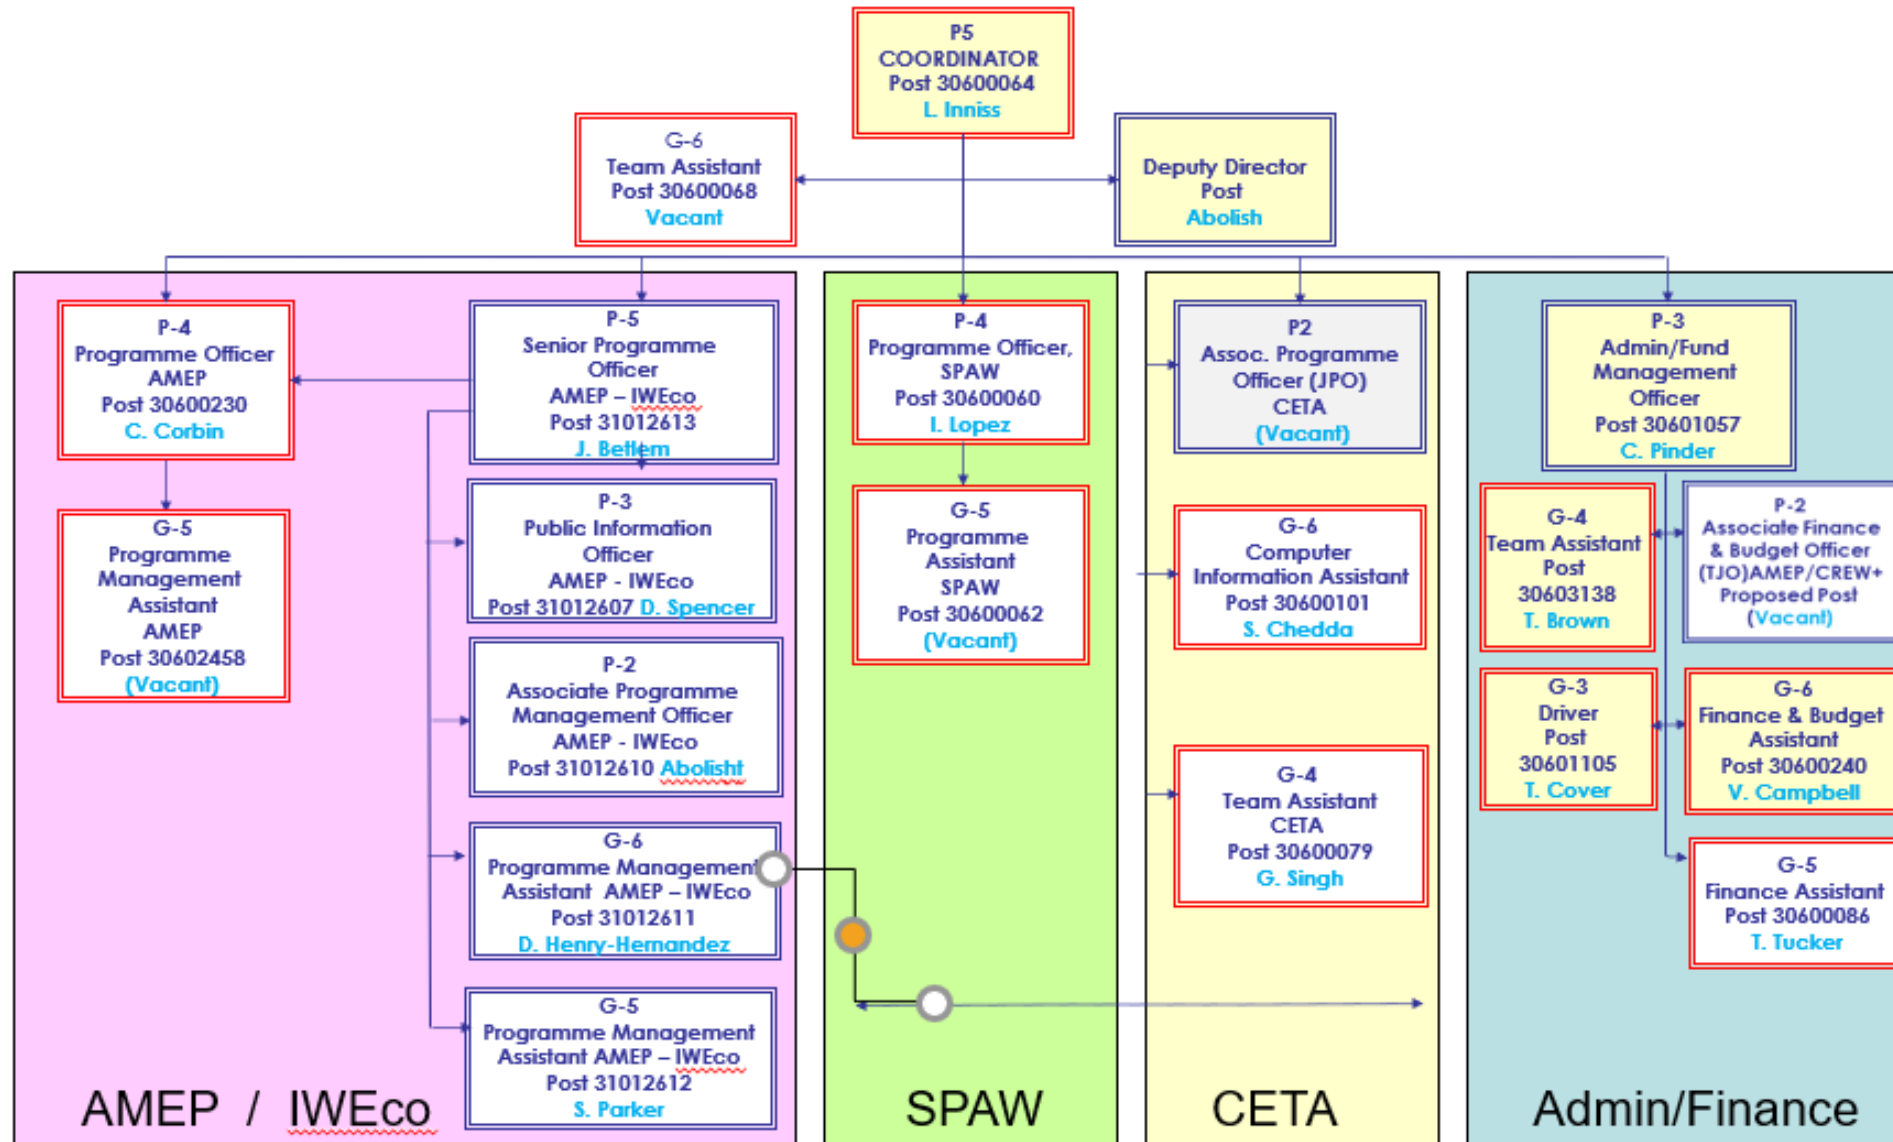 P5
COORDINATOR
Post 30600064
L. Inniss
G-6
Team Assistant
Post 30600068
Vacant
Deputy Director
Post
Abolish
P-4
Programme Officer
AMEP
Post 30600230
C. Corbin
G-5
Programme
Management
Assistant
AMEP
Post 30602458
(Vacant)
P-5
Senior Programme
Officer
AMEP – IWEco
Post 31012613
J. Betlem
P-3
Public Information
Officer
AMEP - IWEco
Post 31012607 D. Spencer
P-2
Associate Programme
Management Officer
AMEP - IWEco
Post 31012610 Abolisht
G-6
Programme Management
Assistant AMEP – IWEco
Post 31012611
D. Henry-Hernandez
G-5
Programme Management
Assistant AMEP – IWEco
Post 31012612
S. Parker
AMEP / IWEco
P-4
Programme Officer,
SPAW
Post 30600060
I. Lopez
G-5
Programme
Assistant
SPAW
Post 30600062
(Vacant)
SPAW
P2
Assoc. Programme
Officer (JPO)
CETA
(Vacant)
G-6
Computer
Information Assistant
Post 30600101
S. Chedda
G-4
Team Assistant
CETA
Post 30600079
G. Singh
CETA
P-3
Admin/Fund
Management
Officer
Post 30601057
C. Pinder
G-4
Team Assistant
Post
30603138
T. Brown
P-2
Associate Finance
& Budget Officer
(TJO)AMEP/CREW+
Proposed Post
(Vacant)
G-3
Driver
Post
30601105
T. Cover
G-6
Finance & Budget
Assistant
Post 30600240
V. Campbell
G-5
Finance Assistant
Post 30600086
T. Tucker
Admin/Finance